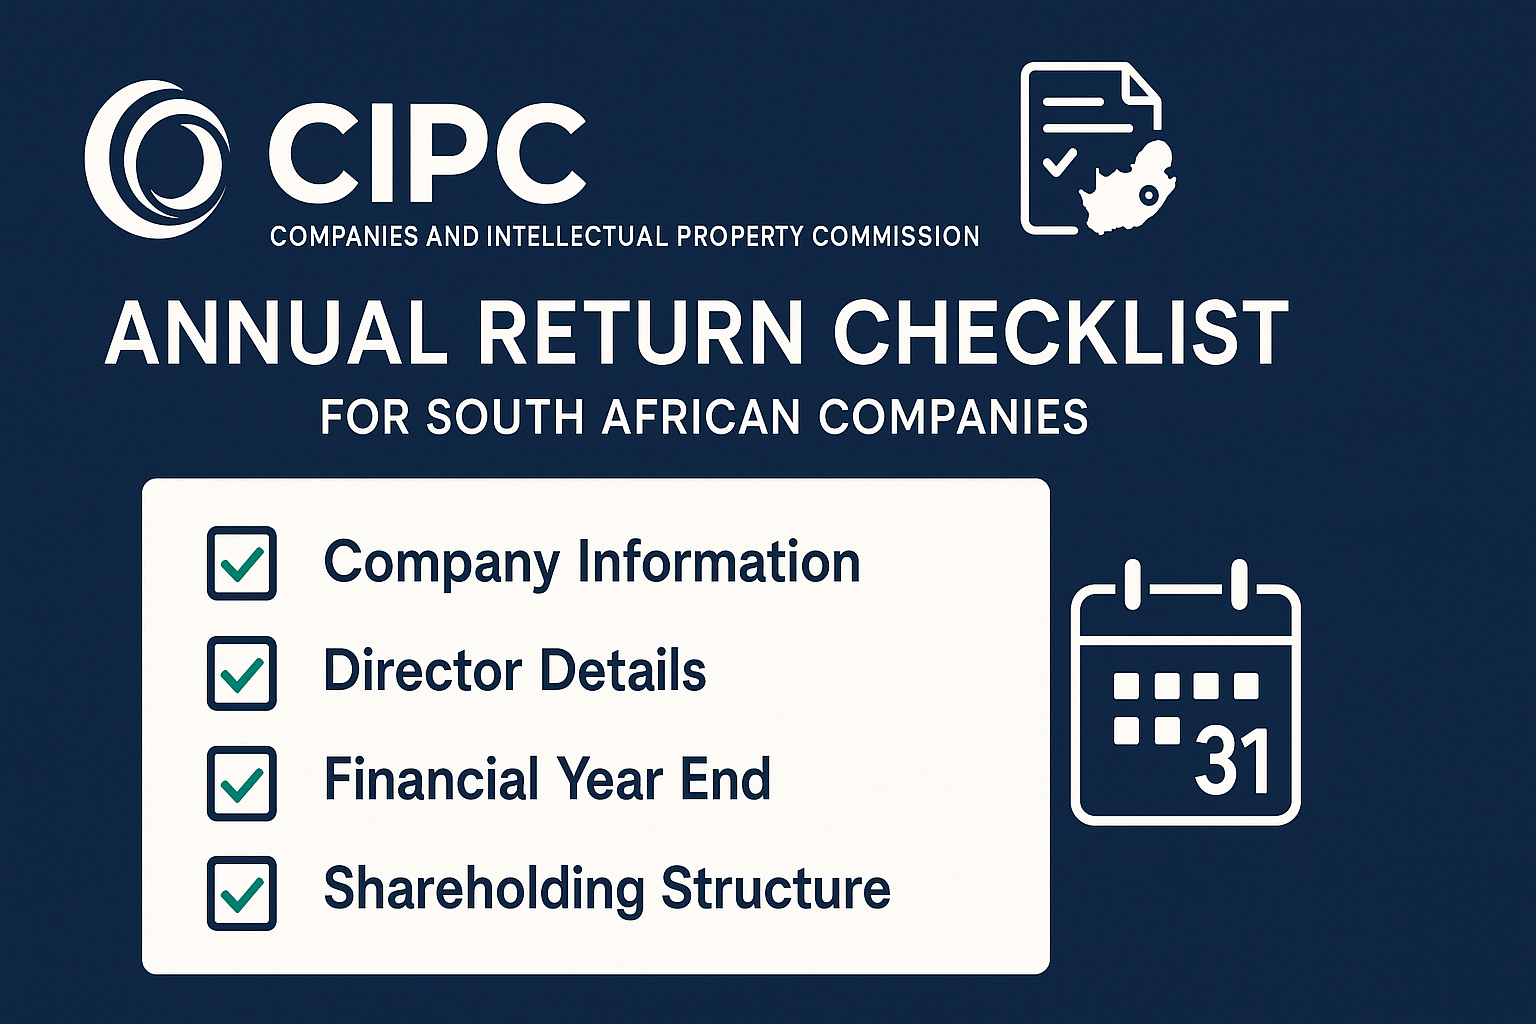 CIPC
COMPANIES AND INTELLECTUAL PROPERTY COMMISSION
ANNUAL RETURN CHECKLIST
FOR SOUTH AFRICAN COMPANIES
Company Information
Director Details
Financial Year End
Shareholding Structure
31